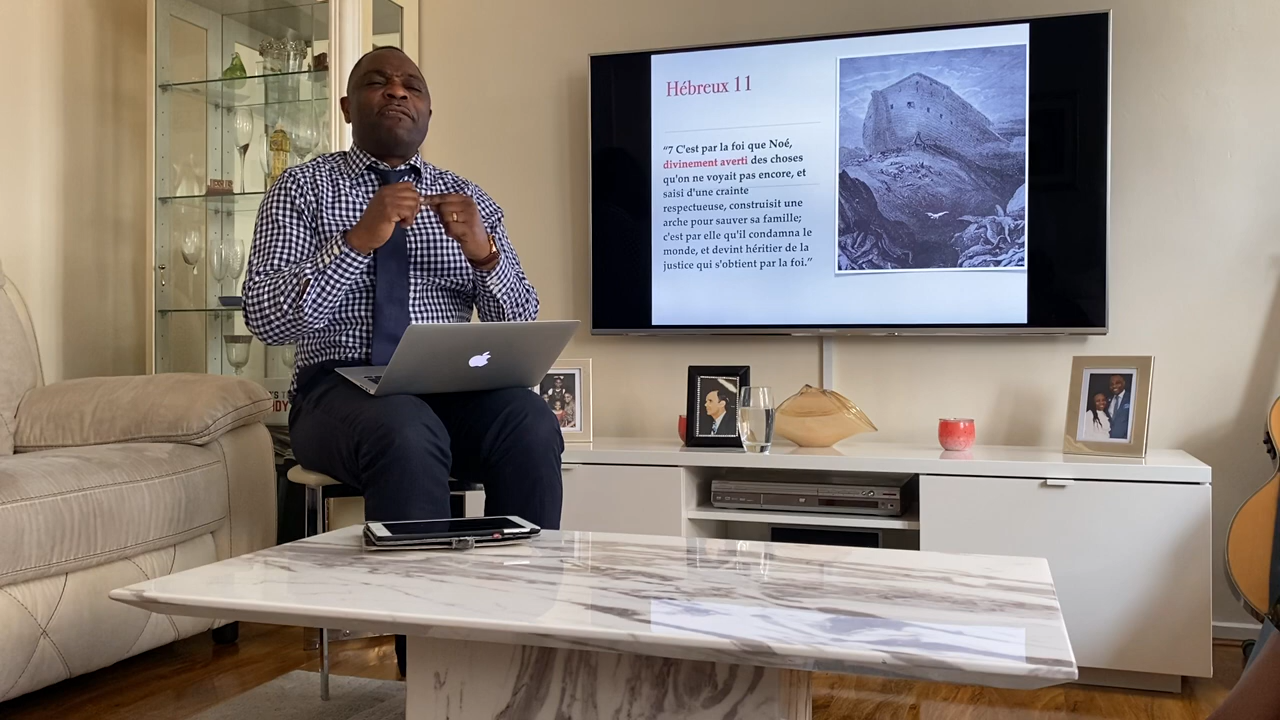 Hébreux 11
“7 C'est par la foi que Noé,
divinement averti des choses
qu'on ne voyait pas encore, et
saisi d'une crainte
respectueuse, construisit une
arche pour sauver sa famille;
c'est par elle qu'il condamna le
monde, et devint héritier de la
justice qui s'obtient par la foi.”